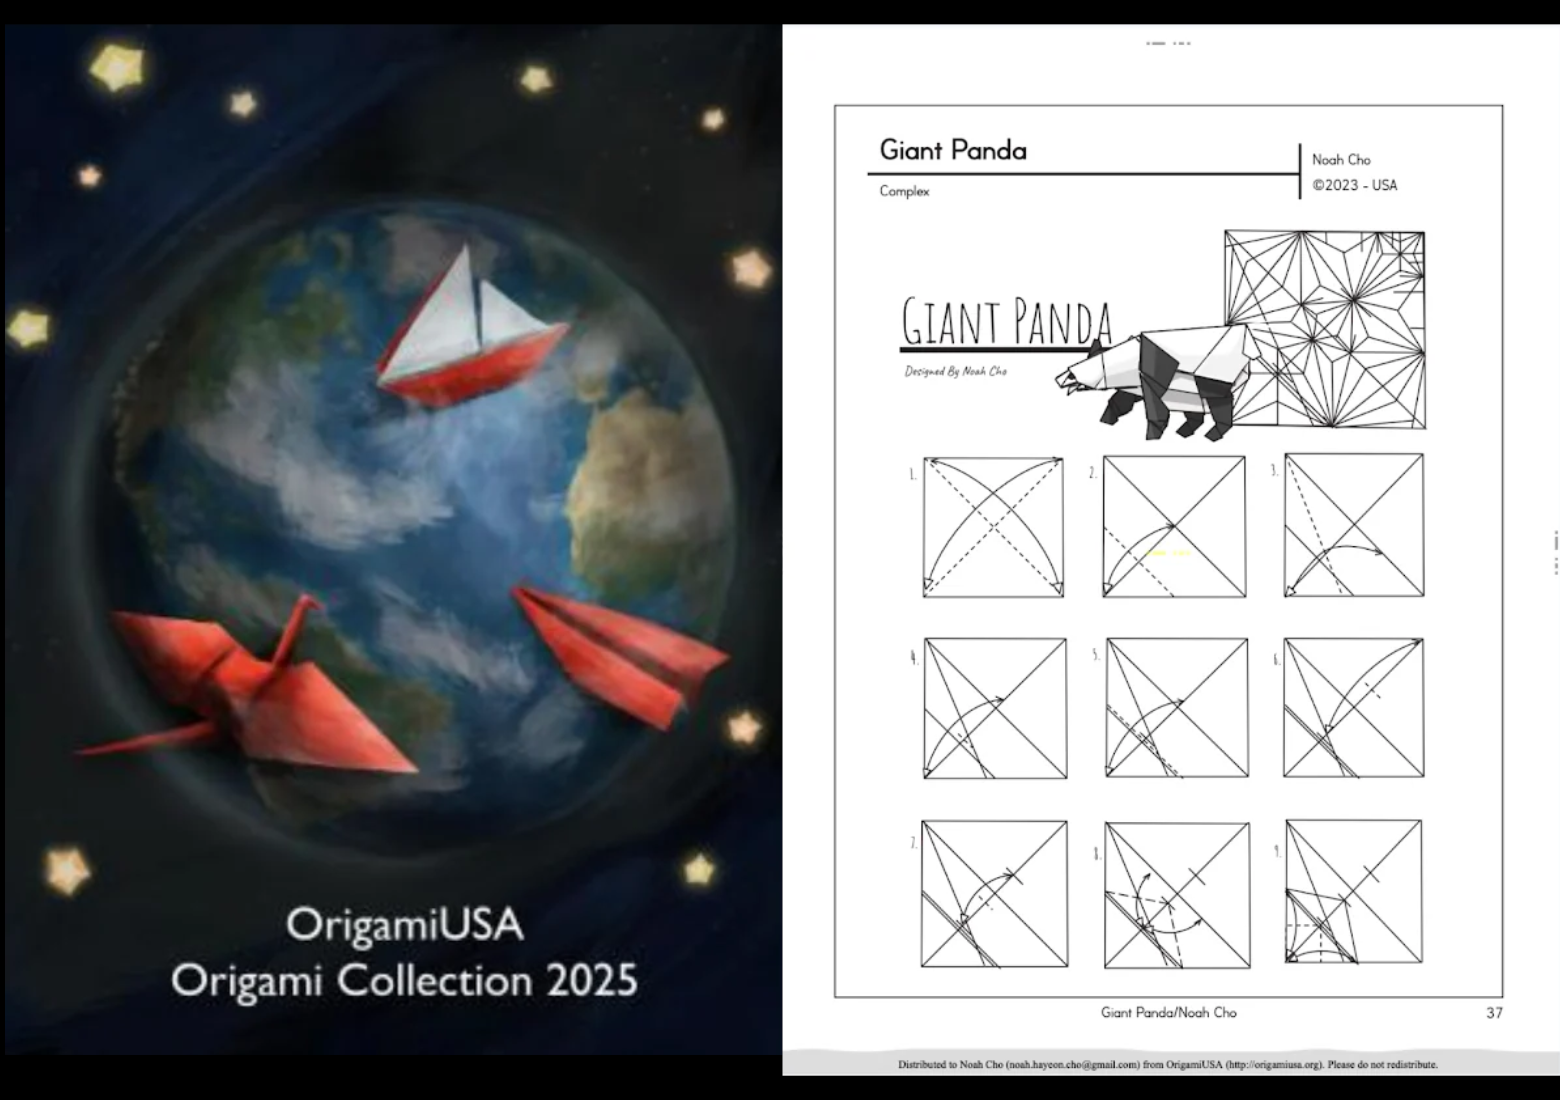 OrigamiUSA
Origami Collection 2025
Giant Panda
Complex
Noah Cho
©2023 - USA
GIANT PANDA
Designed By Noah Cho
1.
2.
3.
4.
5.
6.
7.
8.
9.
Giant Panda/Noah Cho
37
Distributed to Noah Cho (noah.hayeon.cho@gmail.com) from OrigamiUSA (http://origamiusa.org). Please do not redistribute.